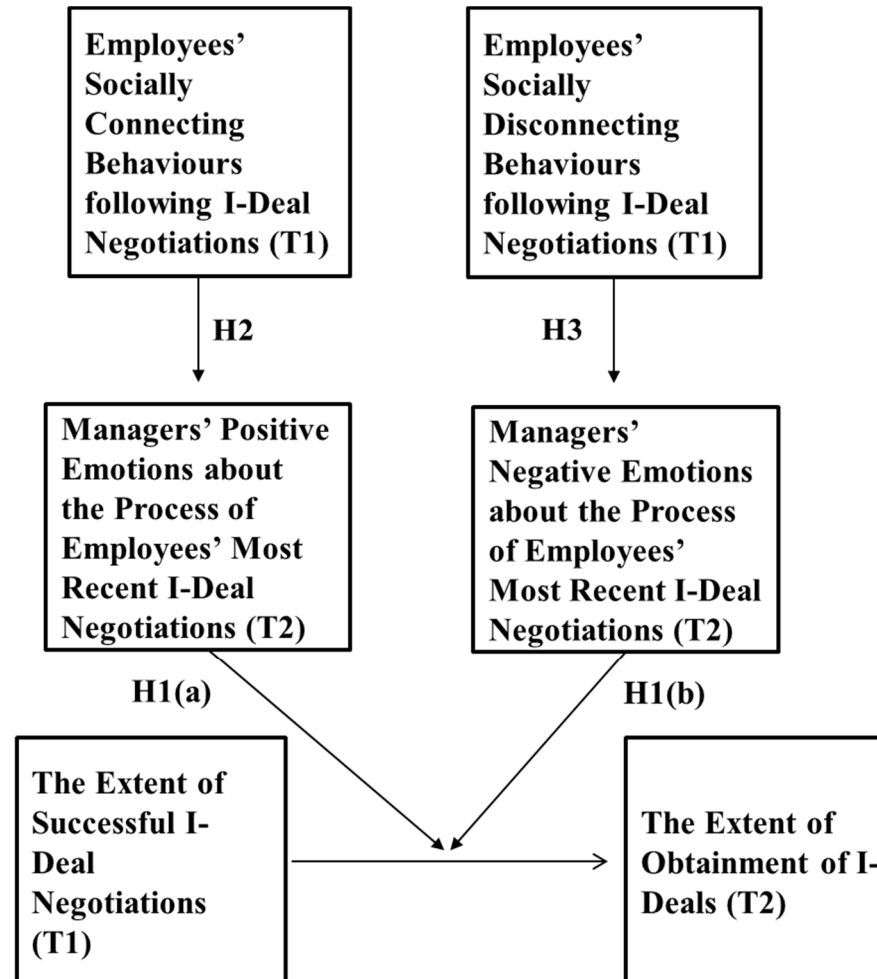 Employees’
Socially
Connecting
Behaviours
following I-Deal
Negotiations (T1)
Employees’
Socially
Disconnecting
Behaviours
following I-Deal
Negotiations (T1)
H2
H3
Managers’ Positive
Emotions about
the Process of
Employees’ Most
Recent I-Deal
Negotiations (T2)
Managers’
Negative Emotions
about the Process
of Employees’
Most Recent I-Deal
Negotiations (T2)
H1(a)
H1(b)
The Extent of
Successful I-
Deal
Negotiations
(T1)
The Extent of
Obtainment of I-
Deals (T2)